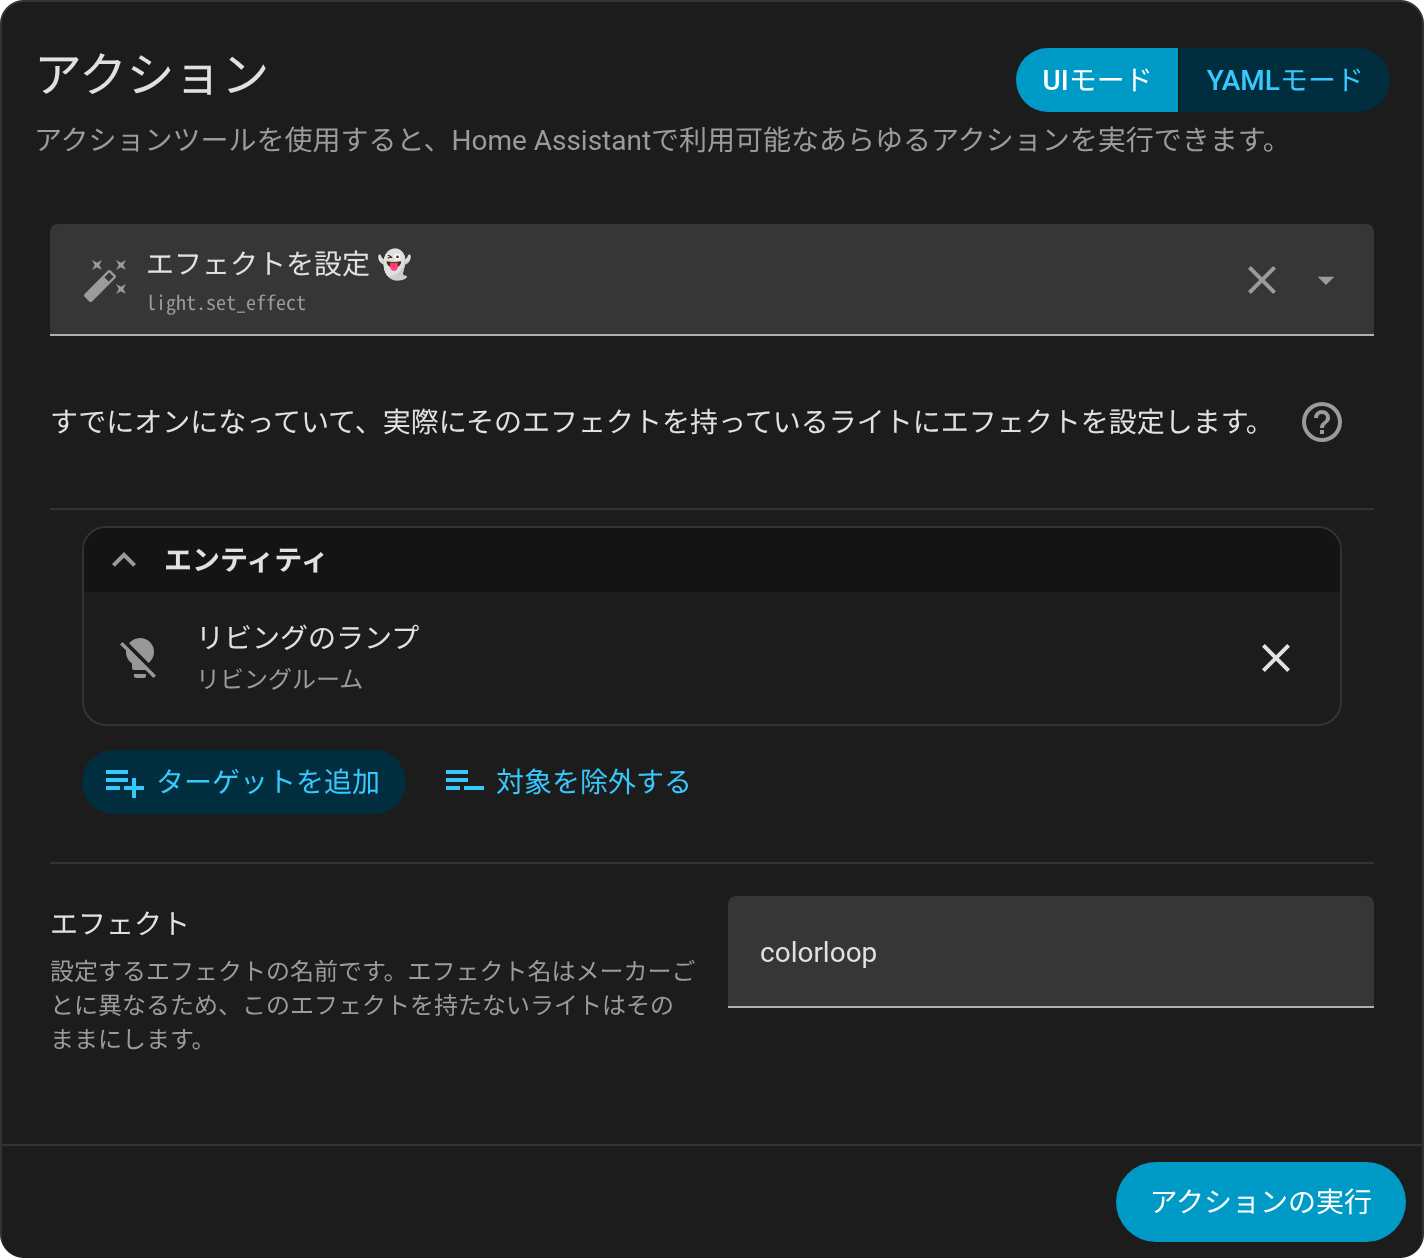 アクション
UIモード
YAMLモード
アクションツールを使用すると、Home Assistantで利用可能なあらゆるアクションを実行できます。
エフェクトを設定 👻
light.set_effect
すでにオンになっていて、実際にそのエフェクトを持っているライトにエフェクトを設定します。
エンティティ
リビングのランプ
リビングルーム
ターゲットを追加
対象を除外する
エフェクト
設定するエフェクトの名前です。エフェクト名はメーカーご
とに異なるため、このエフェクトを持たないライトはその
ままにします。
colorloop
アクションの実行